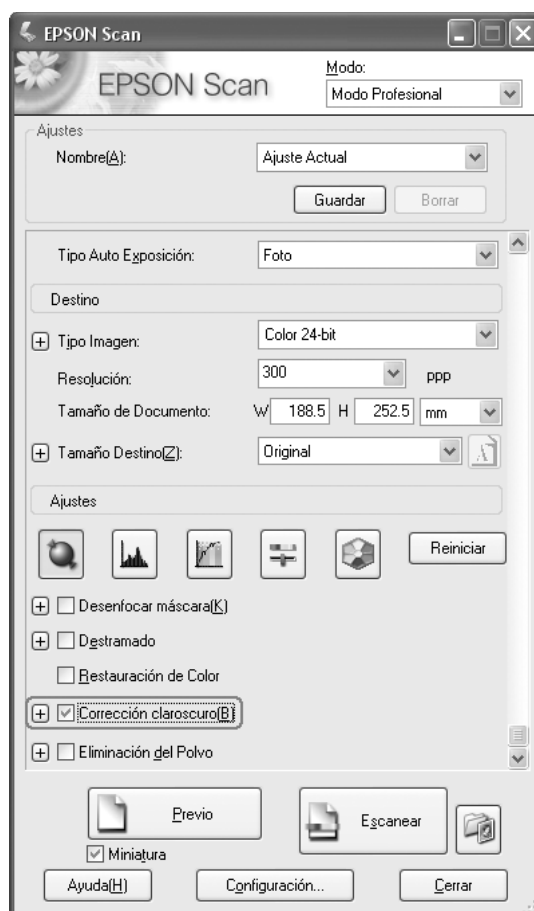 EPSON Scan
EPSON Scan
Modo:
Modo Profesional
Ajustes
Nombre(A):
Ajuste Actual
Guardar
Borrar
Tipo Auto Exposición:
Foto
Destino
Tipo Imagen:
Color 24-bit
Resolución:
300
ppp
Tamaño de Documento:
W 188.5 H 252.5 mm
Tamaño Destino(Z):
Original
Ajustes
Reiniciar
Desenfocar máscara(K)
Destramado
Restauración de Color
Corrección claroscuro(B)
Eliminación del Polvo
Previo
Escanear
Miniatura
Ayuda(H)
Configuración...
Cerrar